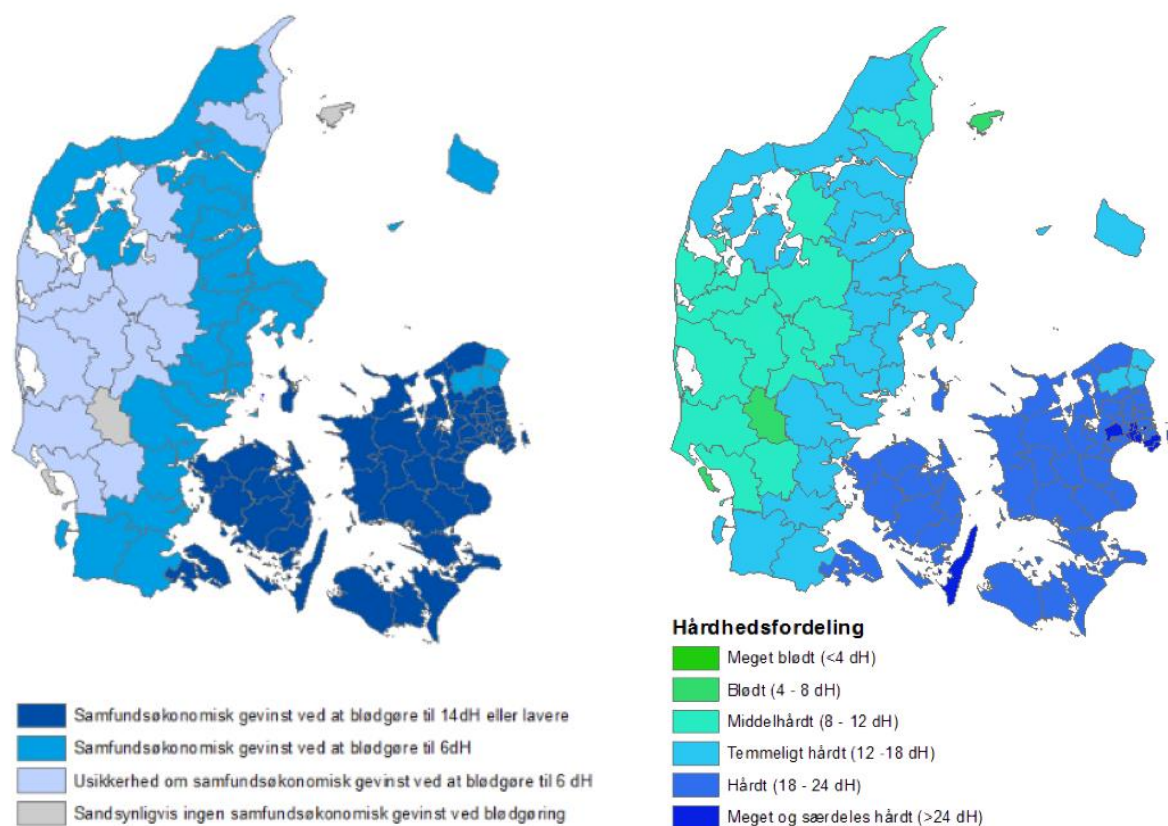 Samfundsøkonomisk gevinst ved at blødgøre til 14dH eller lavere
Samfundsøkonomisk gevinst ved at blødgøre til 6dH
Usikkerhed om samfundsøkonomisk gevinst ved at blødgøre til 6 dH
Sandsynligvis ingen samfundsøkonomisk gevinst ved blødgøring
Hårdhedsfordeling
Meget blødt (<4 dH)
Blødt (4 - 8 dH)
Middelhårdt (8 - 12 dH)
Temmeligt hårdt (12 -18 dH)
Hårdt (18 - 24 dH)
Meget og særdeles hårdt (>24 dH)